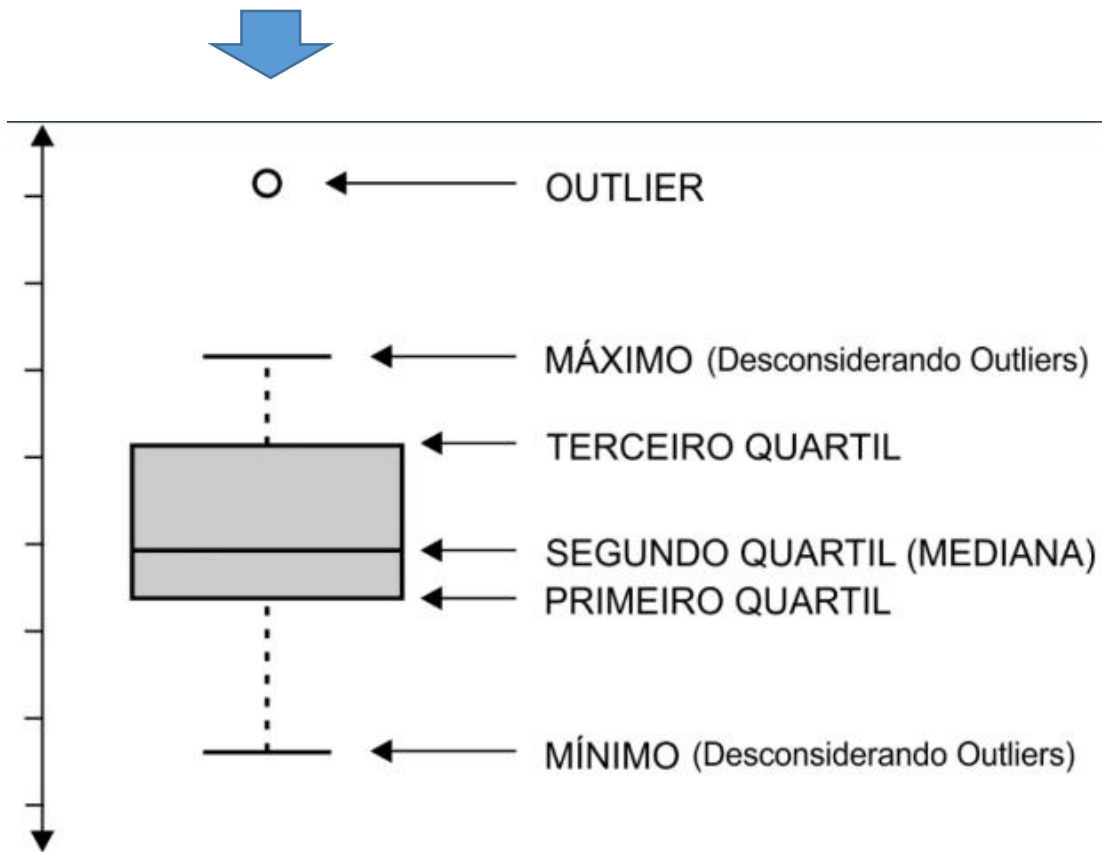 OUTLIER
MÁXIMO (Desconsiderando Outliers)
TERCEIRO QUARTIL
SEGUNDO QUARTIL (MEDIANA)
PRIMEIRO QUARTIL
MÍNIMO (Desconsiderando Outliers)